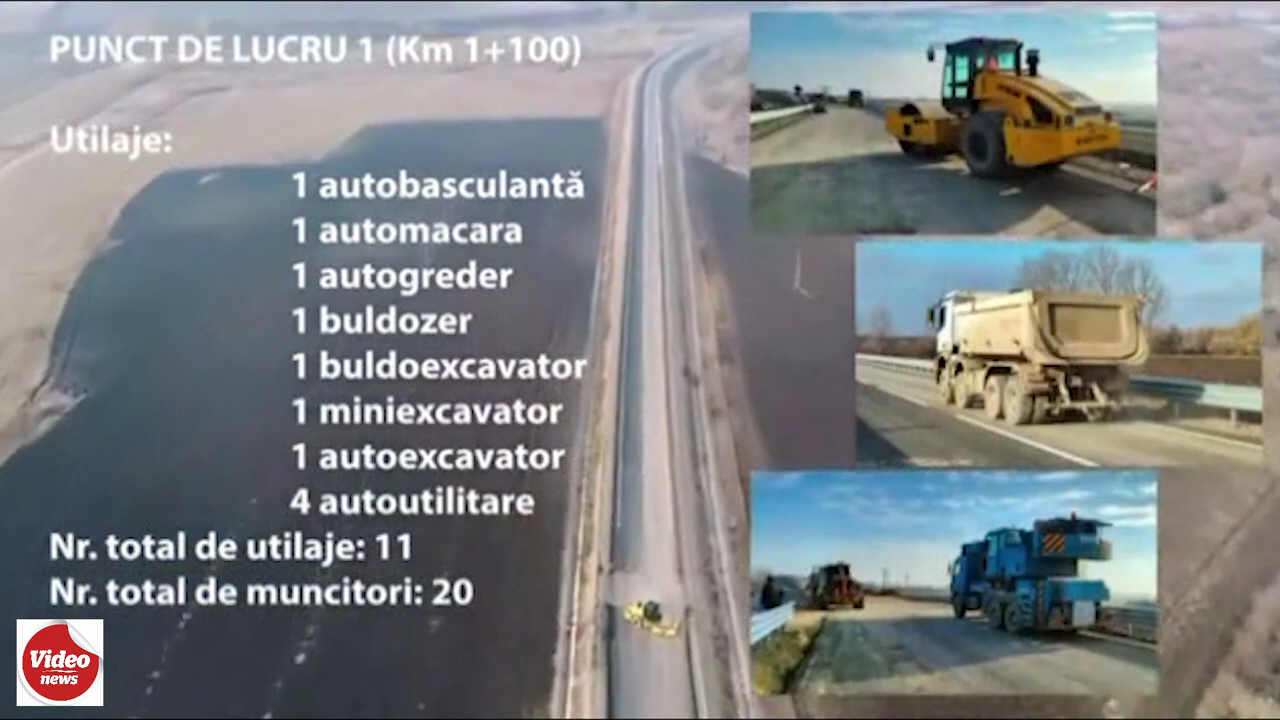 PUNCT DE LUCRU 1 (Km 1+100)
Utilaje:
1 autobasculantă
1 automacara
1 autogreder
1 buldozer
1 buldoexcavator
1 miniexcavator
1 autoexcavator
4 autoutilitare
Nr. total de utilaje: 11
Nr. total de muncitori: 20
Video
news